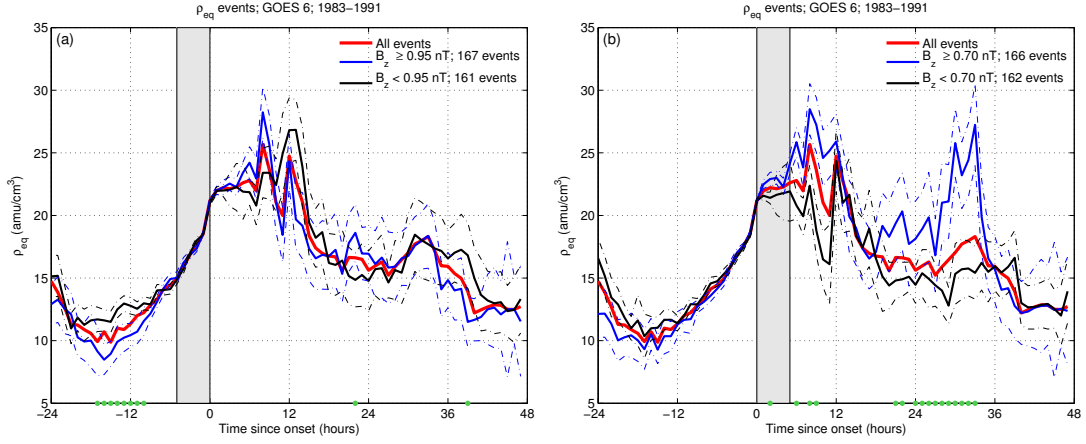 ρeq events; GOES 6; 1983−1991
(a)
All events
Bz ≥ 0.95 nT; 167 events
Bz < 0.95 nT; 161 events
ρeq (amu/cm³)
35
30
25
20
15
10
5
−24 −12 0 12 24 36 48
Time since onset (hours)
ρeq events; GOES 6; 1983−1991
(b)
All events
Bz ≥ 0.70 nT; 166 events
Bz < 0.70 nT; 162 events
ρeq (amu/cm³)
35
30
25
20
15
10
5
−24 −12 0 12 24 36 48
Time since onset (hours)